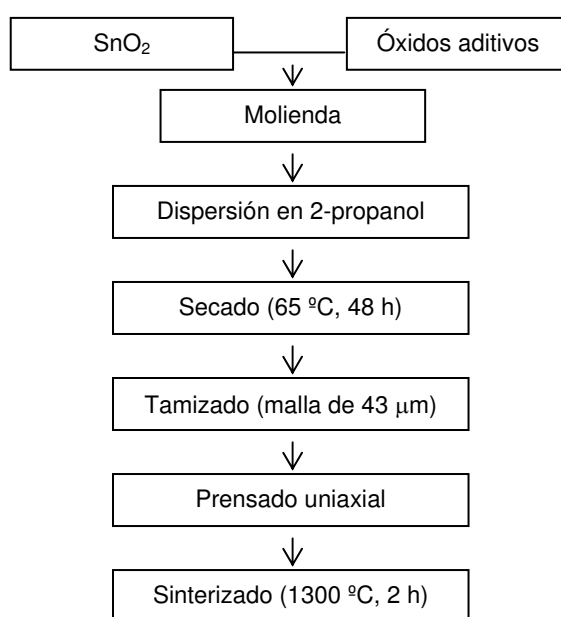 SnO₂
Óxidos aditivos
Molienda
Dispersión en 2-propanol
Secado (65 ºC, 48 h)
Tamizado (malla de 43 μm)
Prensado uniaxial
Sinterizado (1300 ºC, 2 h)